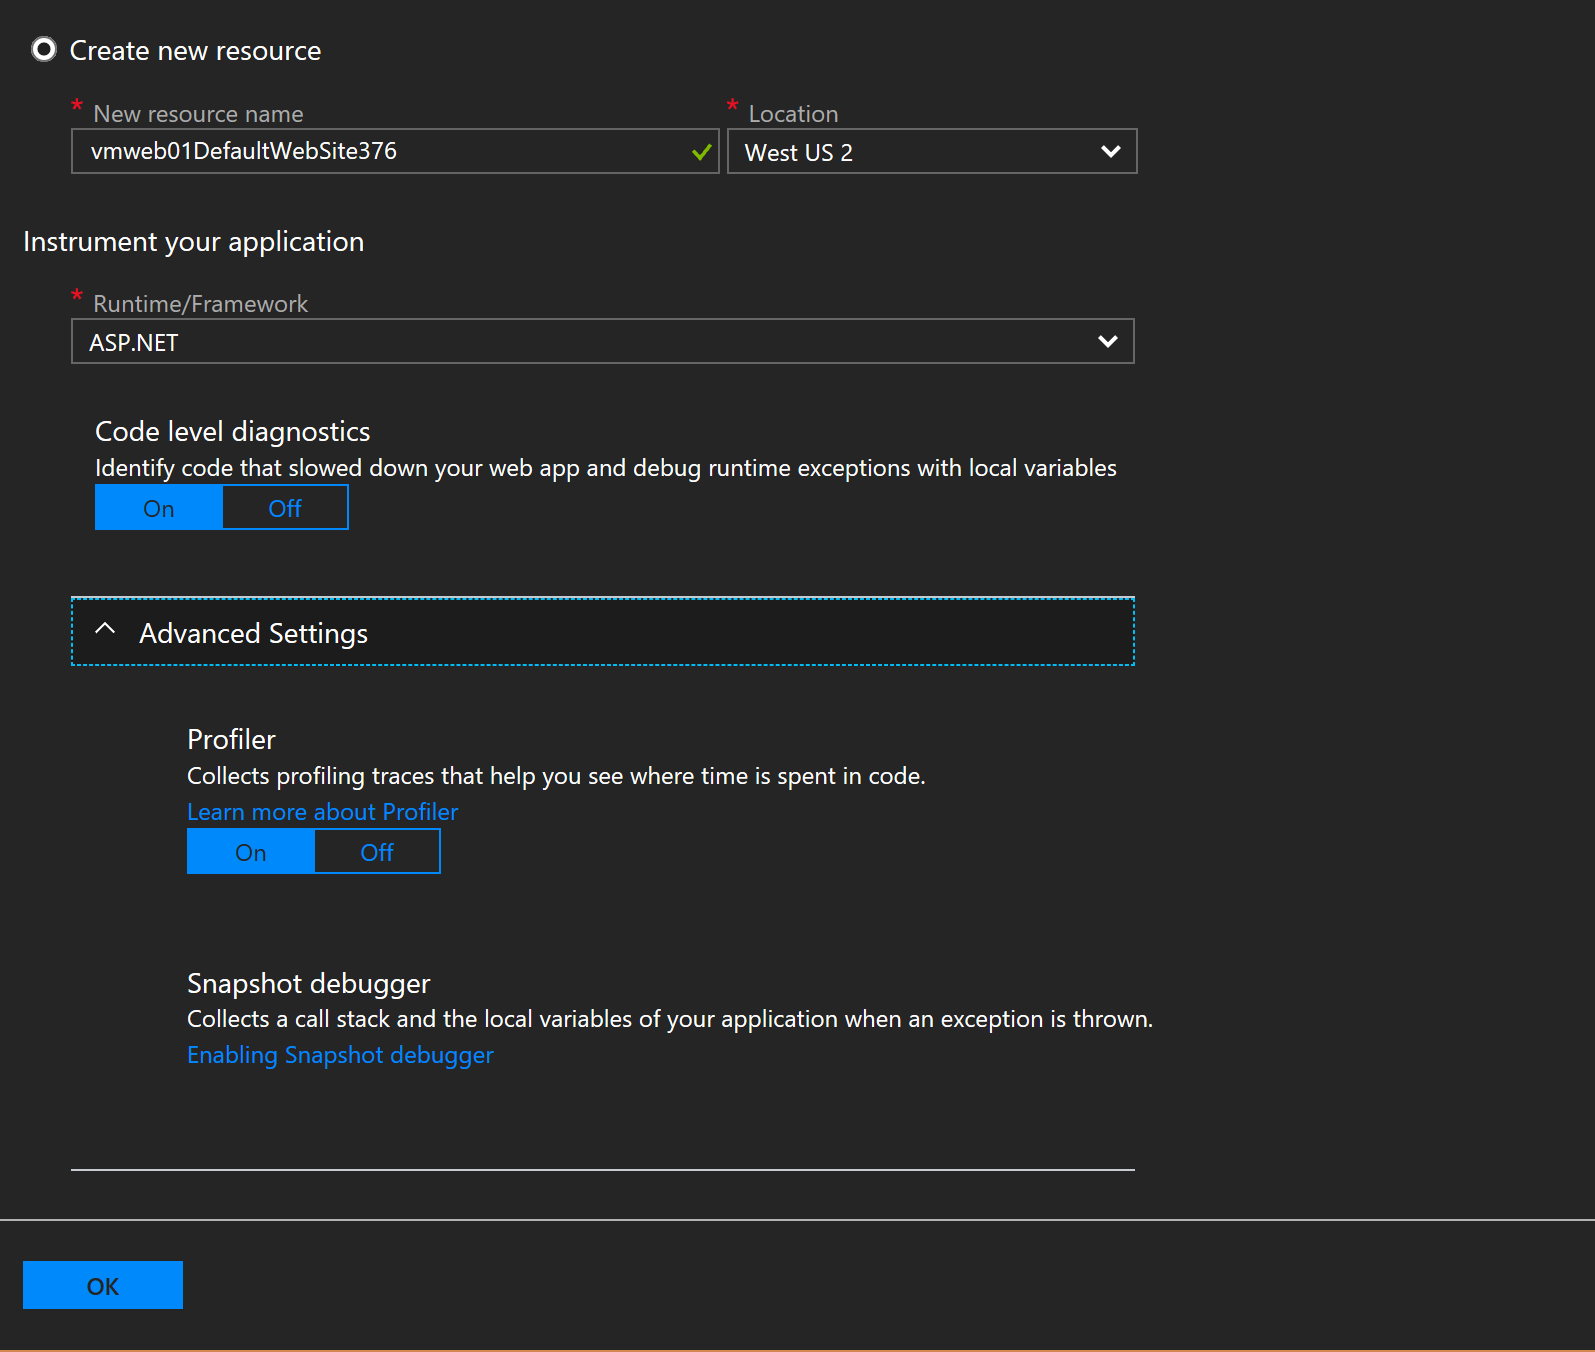 Create new resource
* New resource name
* Location
vmweb01DefaultWebSite376
West US 2
Instrument your application
* Runtime/Framework
ASP.NET
Code level diagnostics
Identify code that slowed down your web app and debug runtime exceptions with local variables
On Off
Advanced Settings
Profiler
Collects profiling traces that help you see where time is spent in code.
Learn more about Profiler
On Off
Snapshot debugger
Collects a call stack and the local variables of your application when an exception is thrown.
Enabling Snapshot debugger
OK